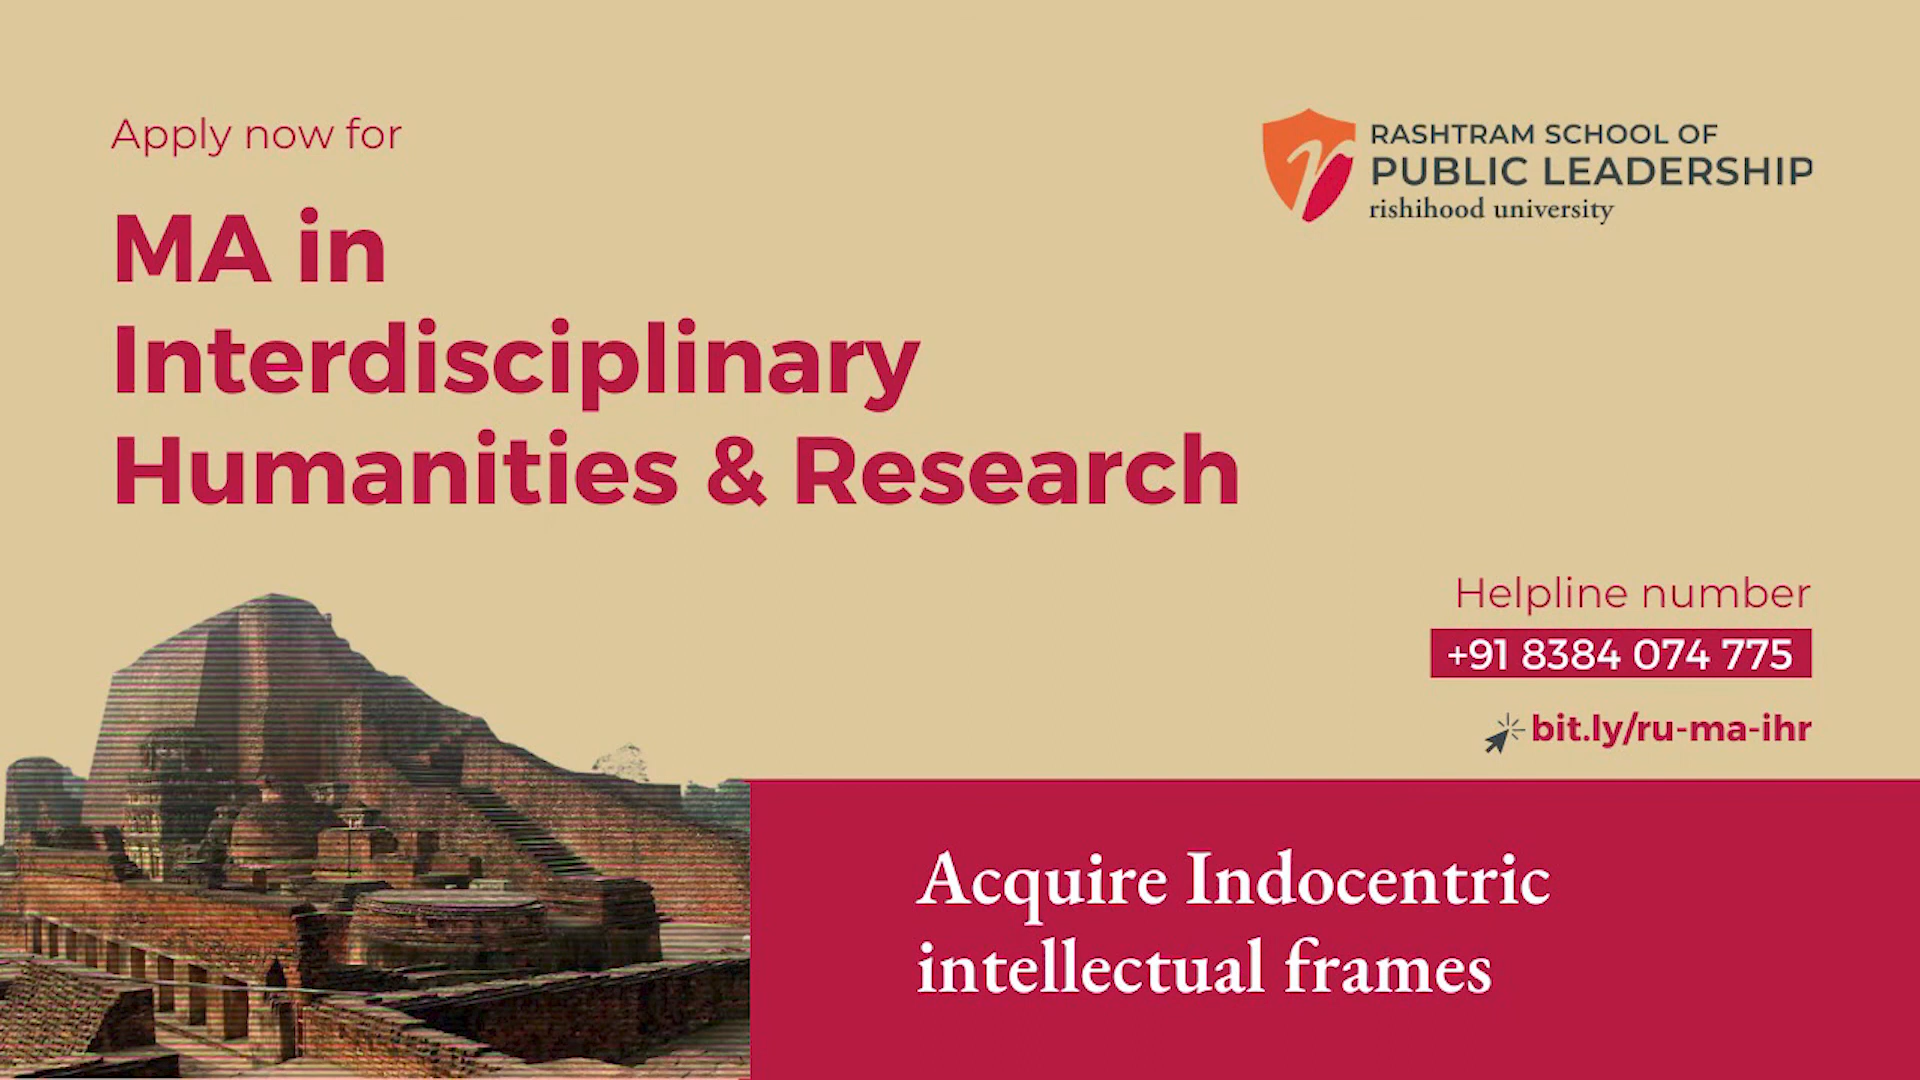 Apply now for
MA in
Interdisciplinary
Humanities & Research
RASHTRAM SCHOOL OF
PUBLIC LEADERSHIP
rishihood university
Helpline number
+91 8384 074 775
bit.ly/ru-ma-ihr
Acquire Indocentric
intellectual frames